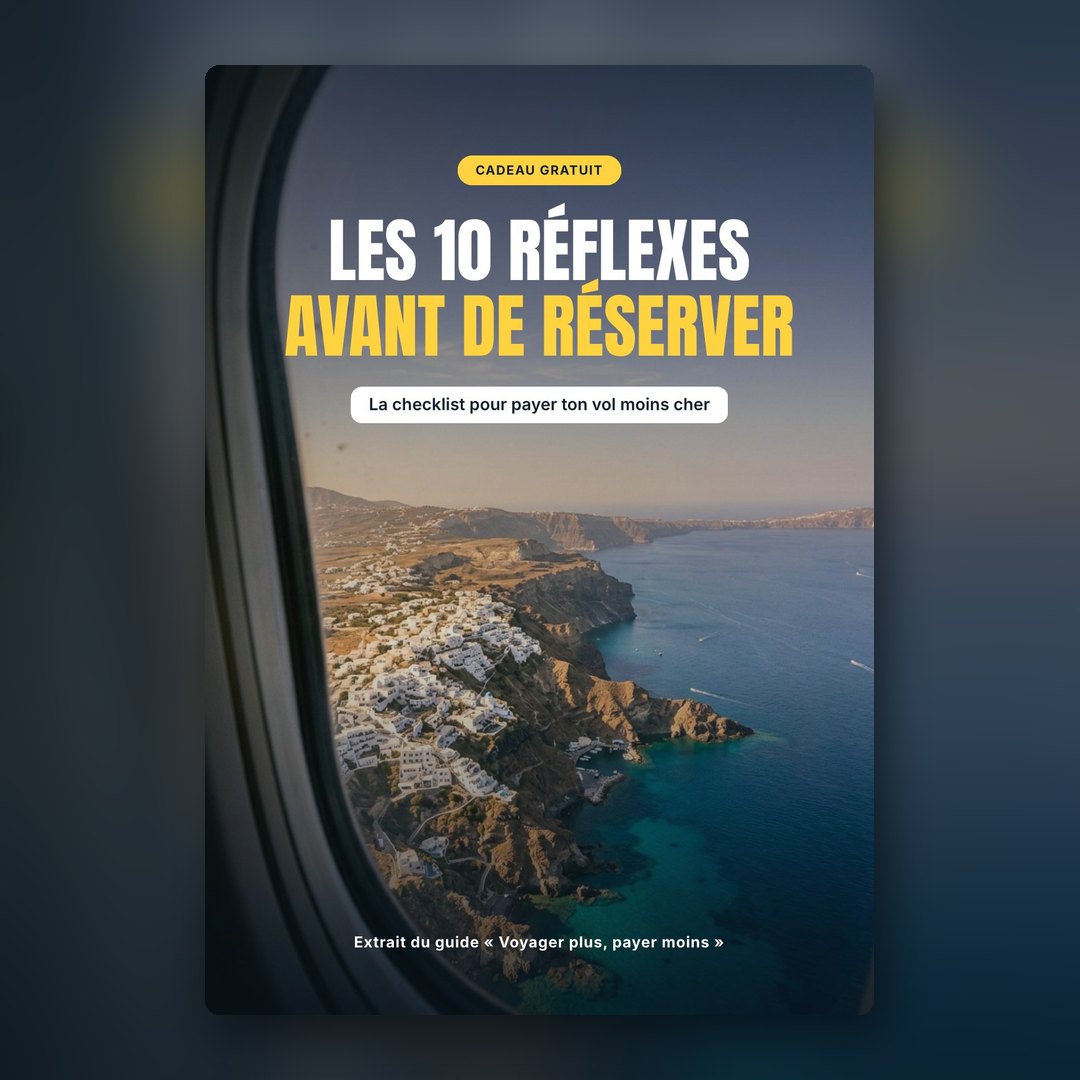 CADEAU GRATUIT
LES 10 RÉFLEXES
AVANT DE RÉSERVER
La checklist pour payer ton vol moins cher
Extrait du guide « Voyager plus, payer moins »